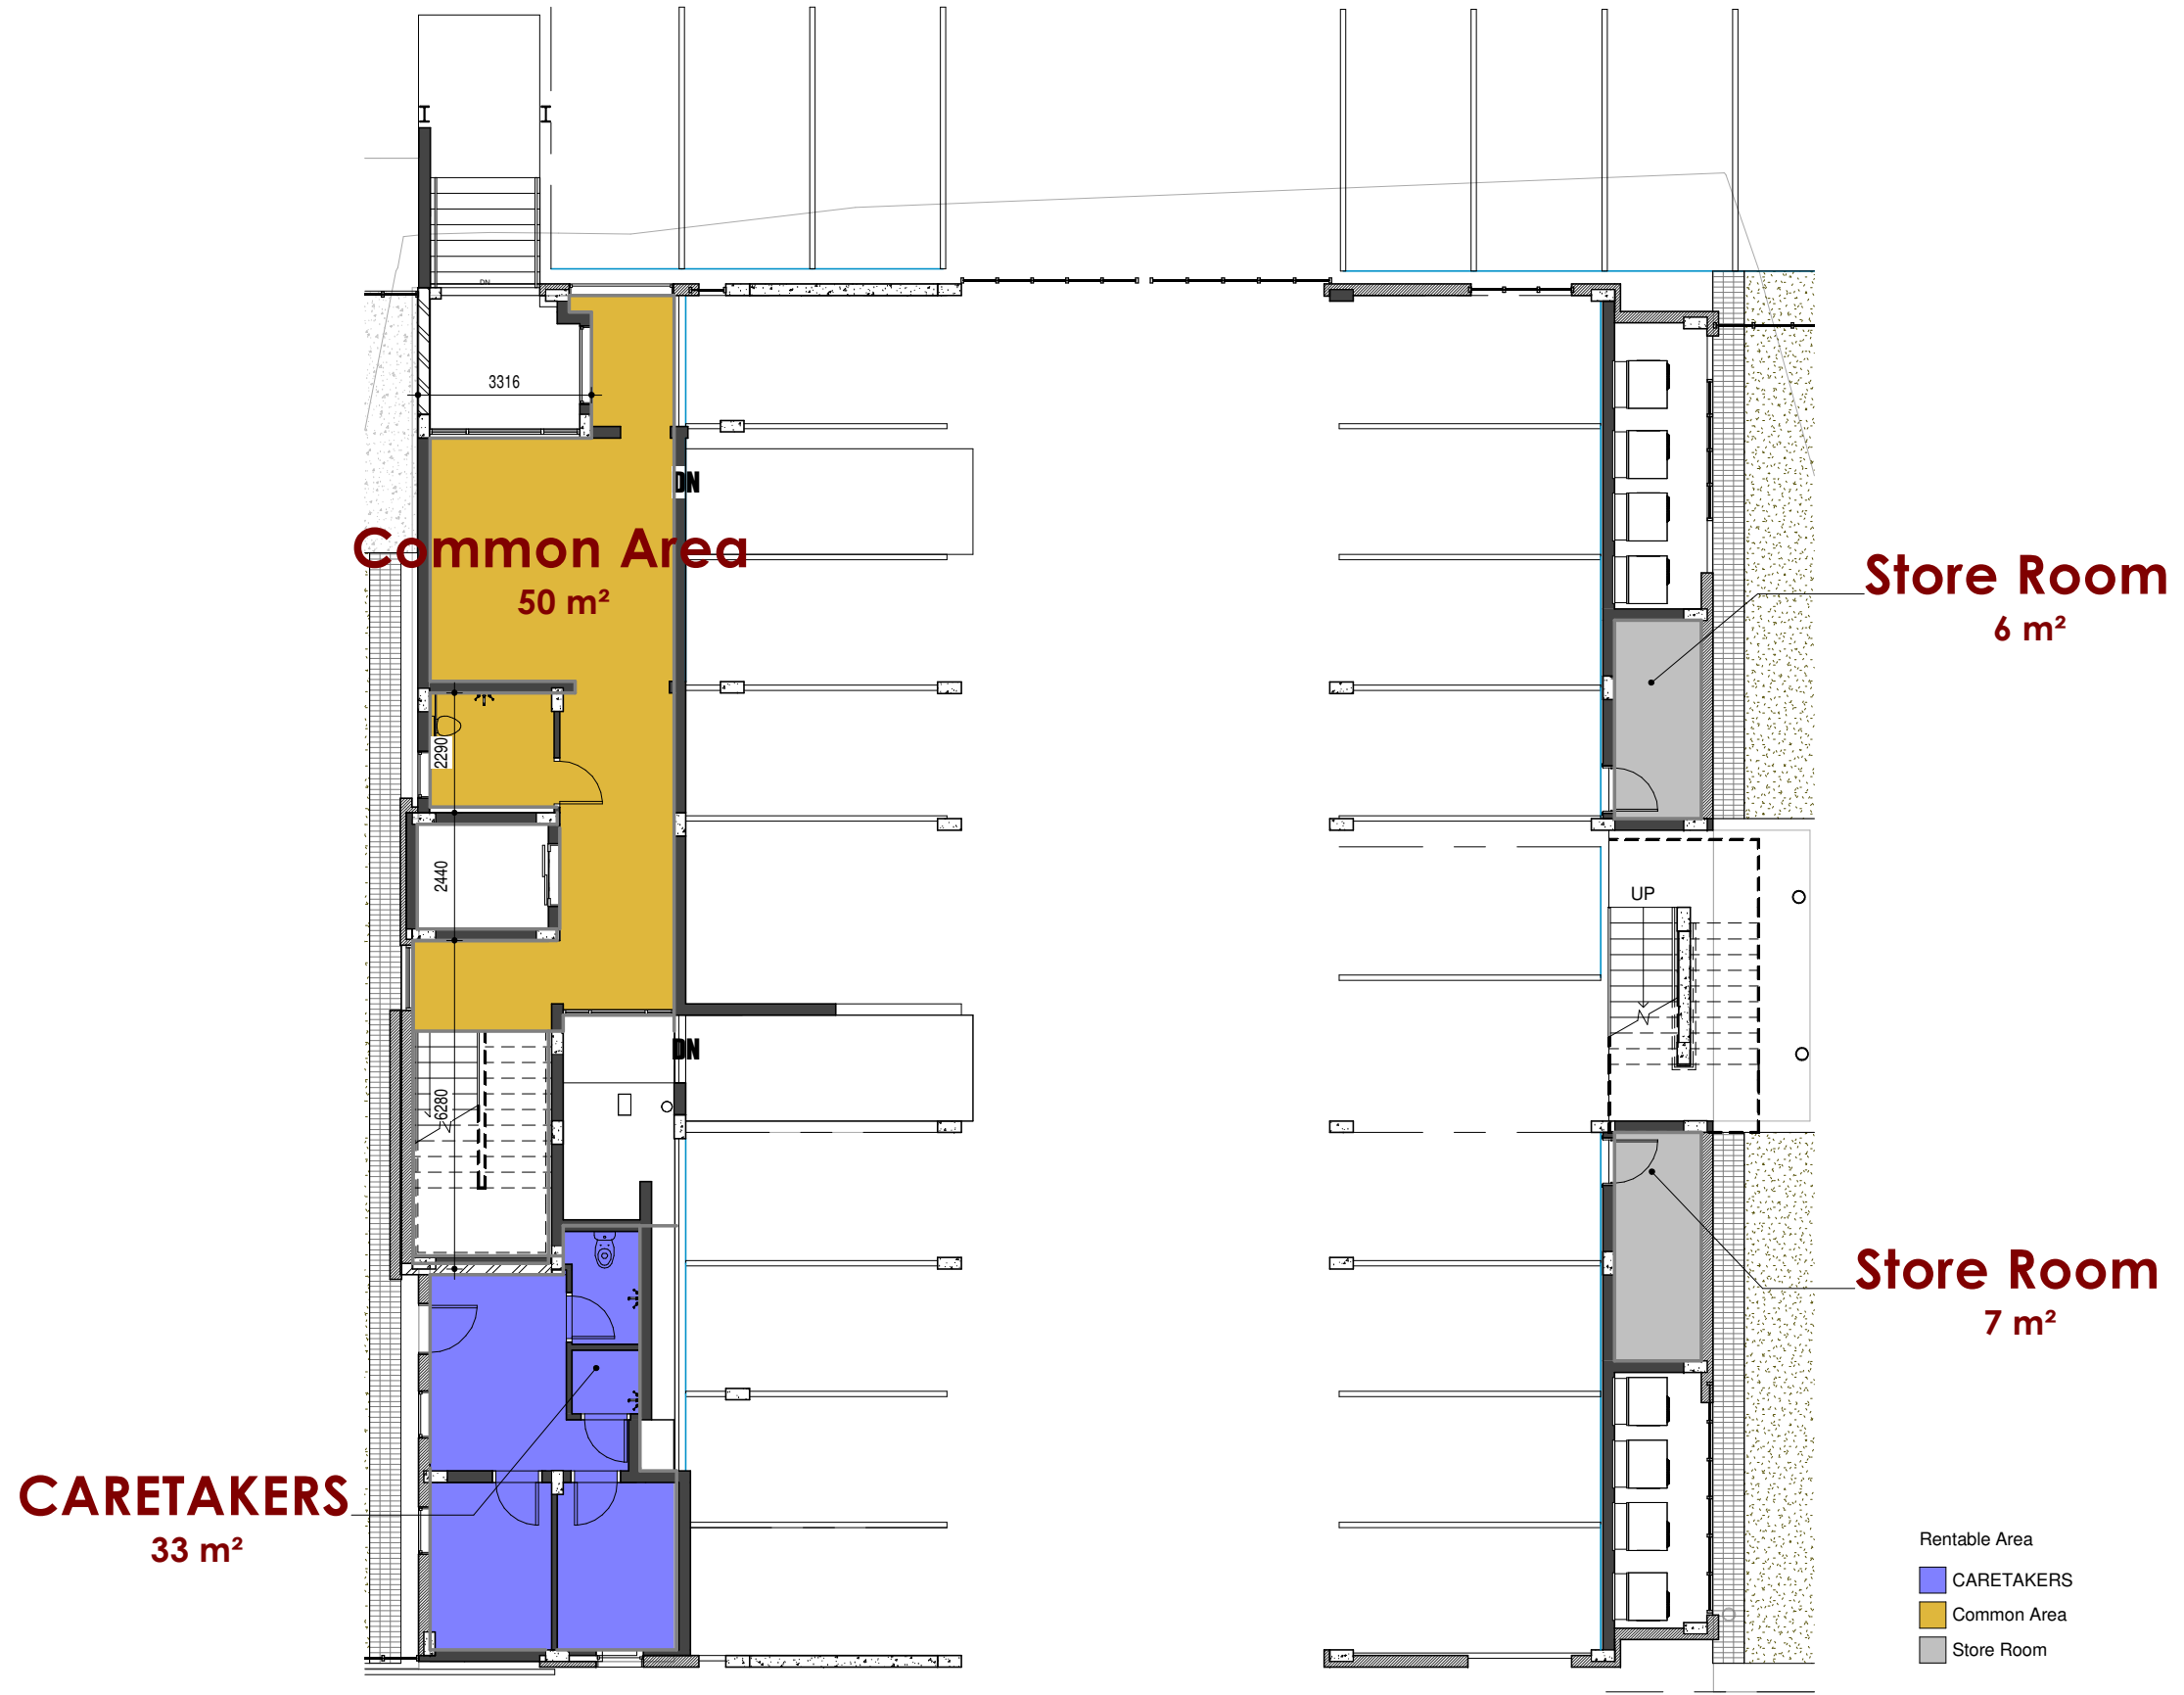 DN
3316
DN
Common Area
50 m²
Store Room
6 m²
2290
2440
UP
DN
6280
Store Room
7 m²
CARETAKERS
33 m²
Rentable Area
CARETAKERS
Common Area
Store Room